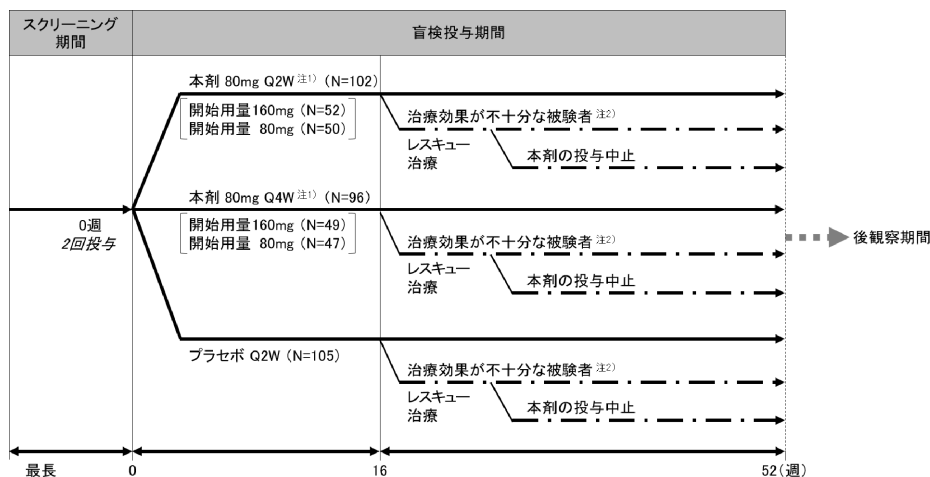 スクリーニング
期間
盲検投与期間
本剤 80mg Q2W 注1) (N=102)
開始用量160mg (N=52)
開始用量 80mg (N=50)
治療効果が不十分な被験者 注2)
レスキュー
治療
本剤の投与中止
本剤 80mg Q4W 注1) (N=96)
開始用量160mg (N=49)
開始用量 80mg (N=47)
0週
2回投与
治療効果が不十分な被験者 注2)
レスキュー
治療
本剤の投与中止
後観察期間
プラセボ Q2W (N=105)
治療効果が不十分な被験者 注2)
レスキュー
治療
本剤の投与中止
最長 0 16 52(週)